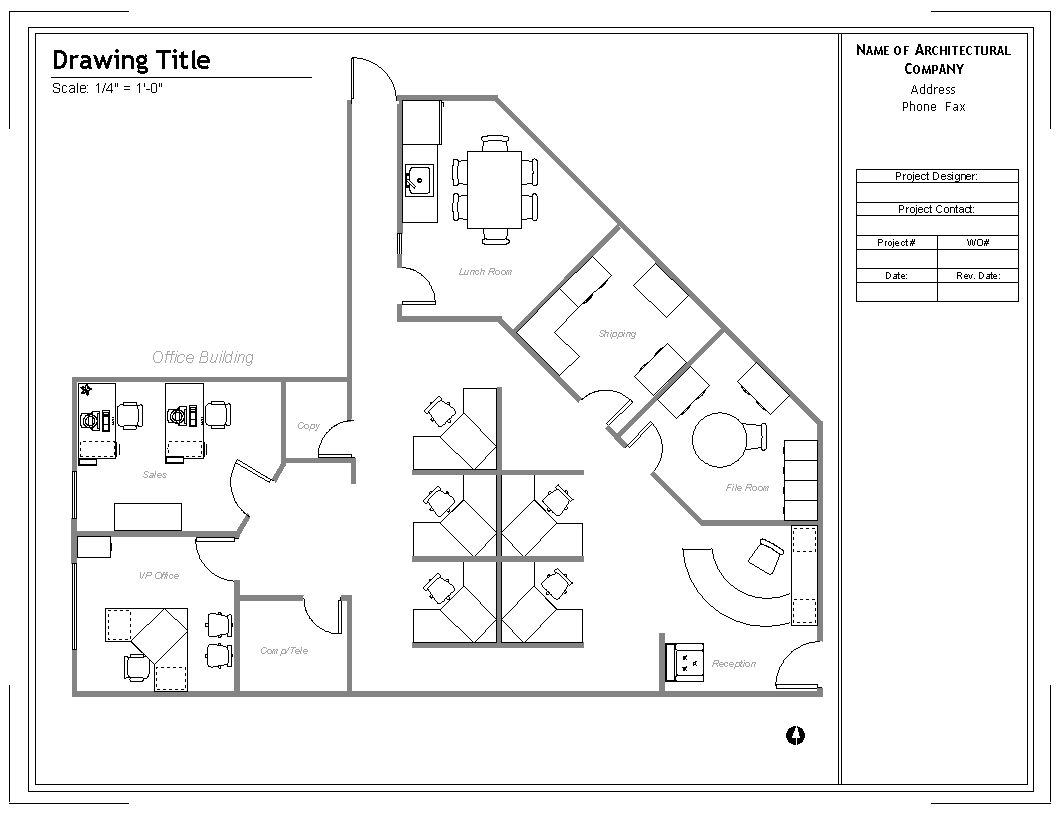 Drawing Title
Scale: 1/4" = 1'-0"
NAME OF ARCHITECTURAL
COMPANY
Address
Phone Fax
Project Designer:
Project Contact:
Project# WO#
Date: Rev. Date:
Lunch Room
Shipping
Office Building
Copy
Sales
File Room
VP Office
Comp/Tele
Reception